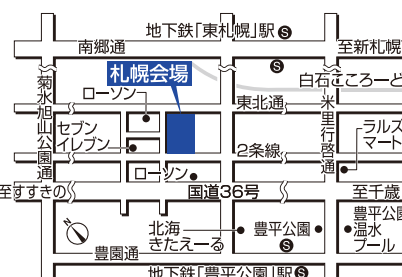 地下鉄「東札幌」駅 S
南郷通
至新札幌
S
札幌会場
白石こころーど
ローソン
東北通
菊水旭山公園通
米里行啓通
セブン
イレブン
ラルズ
マート
2条線
ローソン
至すすきの
国道36号
至千歳
N
北海
きたえーる
豊平公園
S
豊平公園
温水
プール
豊園通
地下鉄「豊平公園」駅 S